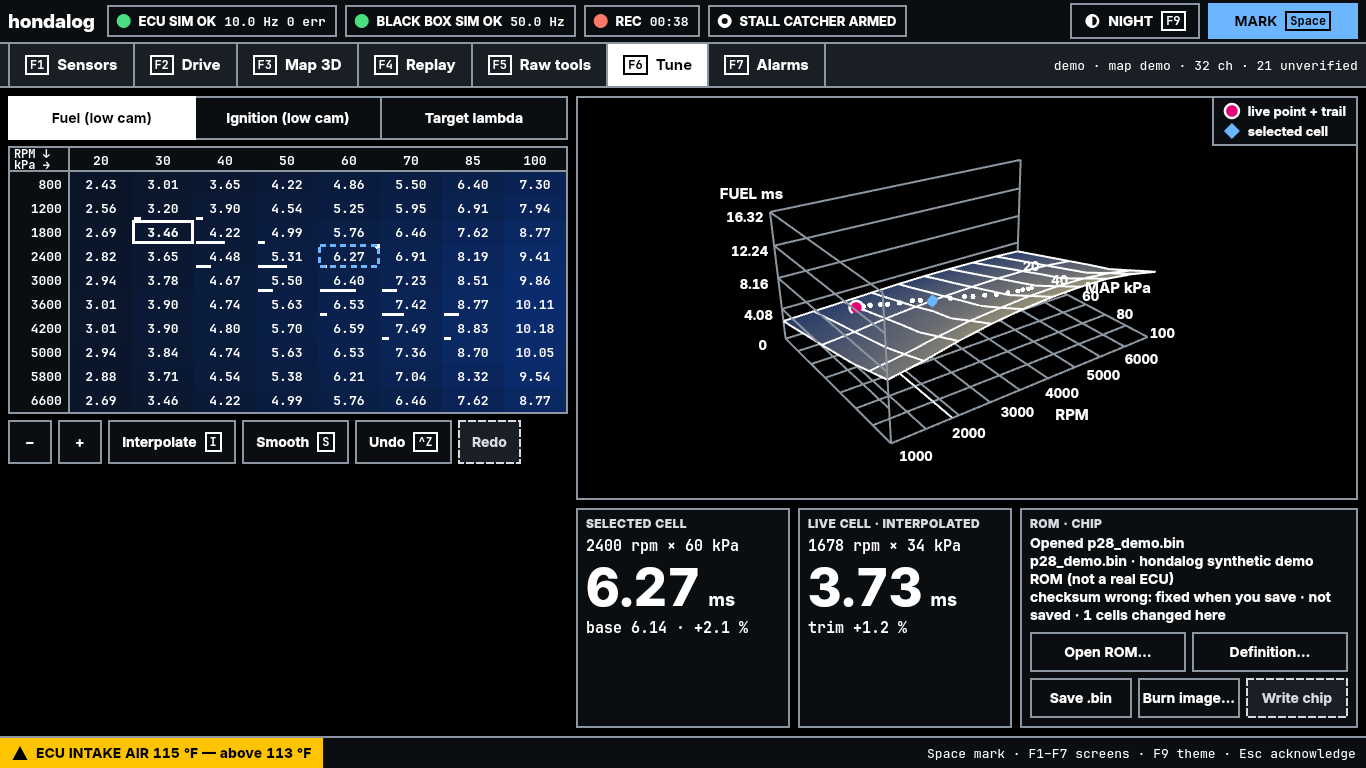 hondalog
ECU SIM OK 10.0 Hz 0 err
BLACK BOX SIM OK 50.0 Hz
REC 00:38
STALL CATCHER ARMED
NIGHT F9
MARK Space
F1 Sensors
F2 Drive
F3 Map 3D
F4 Replay
F5 Raw tools
F6 Tune
F7 Alarms
demo · map demo · 32 ch · 21 unverified
Fuel (low cam)
Ignition (low cam)
Target lambda
RPM ↓
kPa →
20 30 40 50 60 70 85 100
800 2.43 3.01 3.65 4.22 4.86 5.50 6.40 7.30
1200 2.56 3.20 3.90 4.54 5.25 5.95 6.91 7.94
1800 2.69 3.46 4.22 4.99 5.76 6.46 7.62 8.77
2400 2.82 3.65 4.48 5.31 6.27 6.91 8.19 9.41
3000 2.94 3.78 4.67 5.50 6.40 7.23 8.51 9.86
3600 3.01 3.90 4.74 5.63 6.53 7.42 8.77 10.11
4200 3.01 3.90 4.80 5.70 6.59 7.49 8.83 10.18
5000 2.94 3.84 4.74 5.63 6.53 7.36 8.70 10.05
5800 2.88 3.71 4.54 5.38 6.21 7.04 8.32 9.54
6600 2.69 3.46 4.22 4.99 5.76 6.46 7.62 8.77
−
+
Interpolate I
Smooth S
Undo ^Z
Redo
live point + trail
selected cell
FUEL ms
16.32
12.24
8.16
4.08
0
20
40
60
80
100
MAP kPa
6000
5000
4000
3000
2000
1000
RPM
SELECTED CELL
2400 rpm × 60 kPa
6.27 ms
base 6.14 · +2.1 %
LIVE CELL · INTERPOLATED
1678 rpm × 34 kPa
3.73 ms
trim +1.2 %
ROM · CHIP
Opened p28_demo.bin
p28_demo.bin · hondalog synthetic demo
ROM (not a real ECU)
checksum wrong: fixed when you save · not
saved · 1 cells changed here
Open ROM...
Definition...
Save .bin
Burn image...
Write chip
ECU INTAKE AIR 115 °F — above 113 °F
Space mark · F1–F7 screens · F9 theme · Esc acknowledge